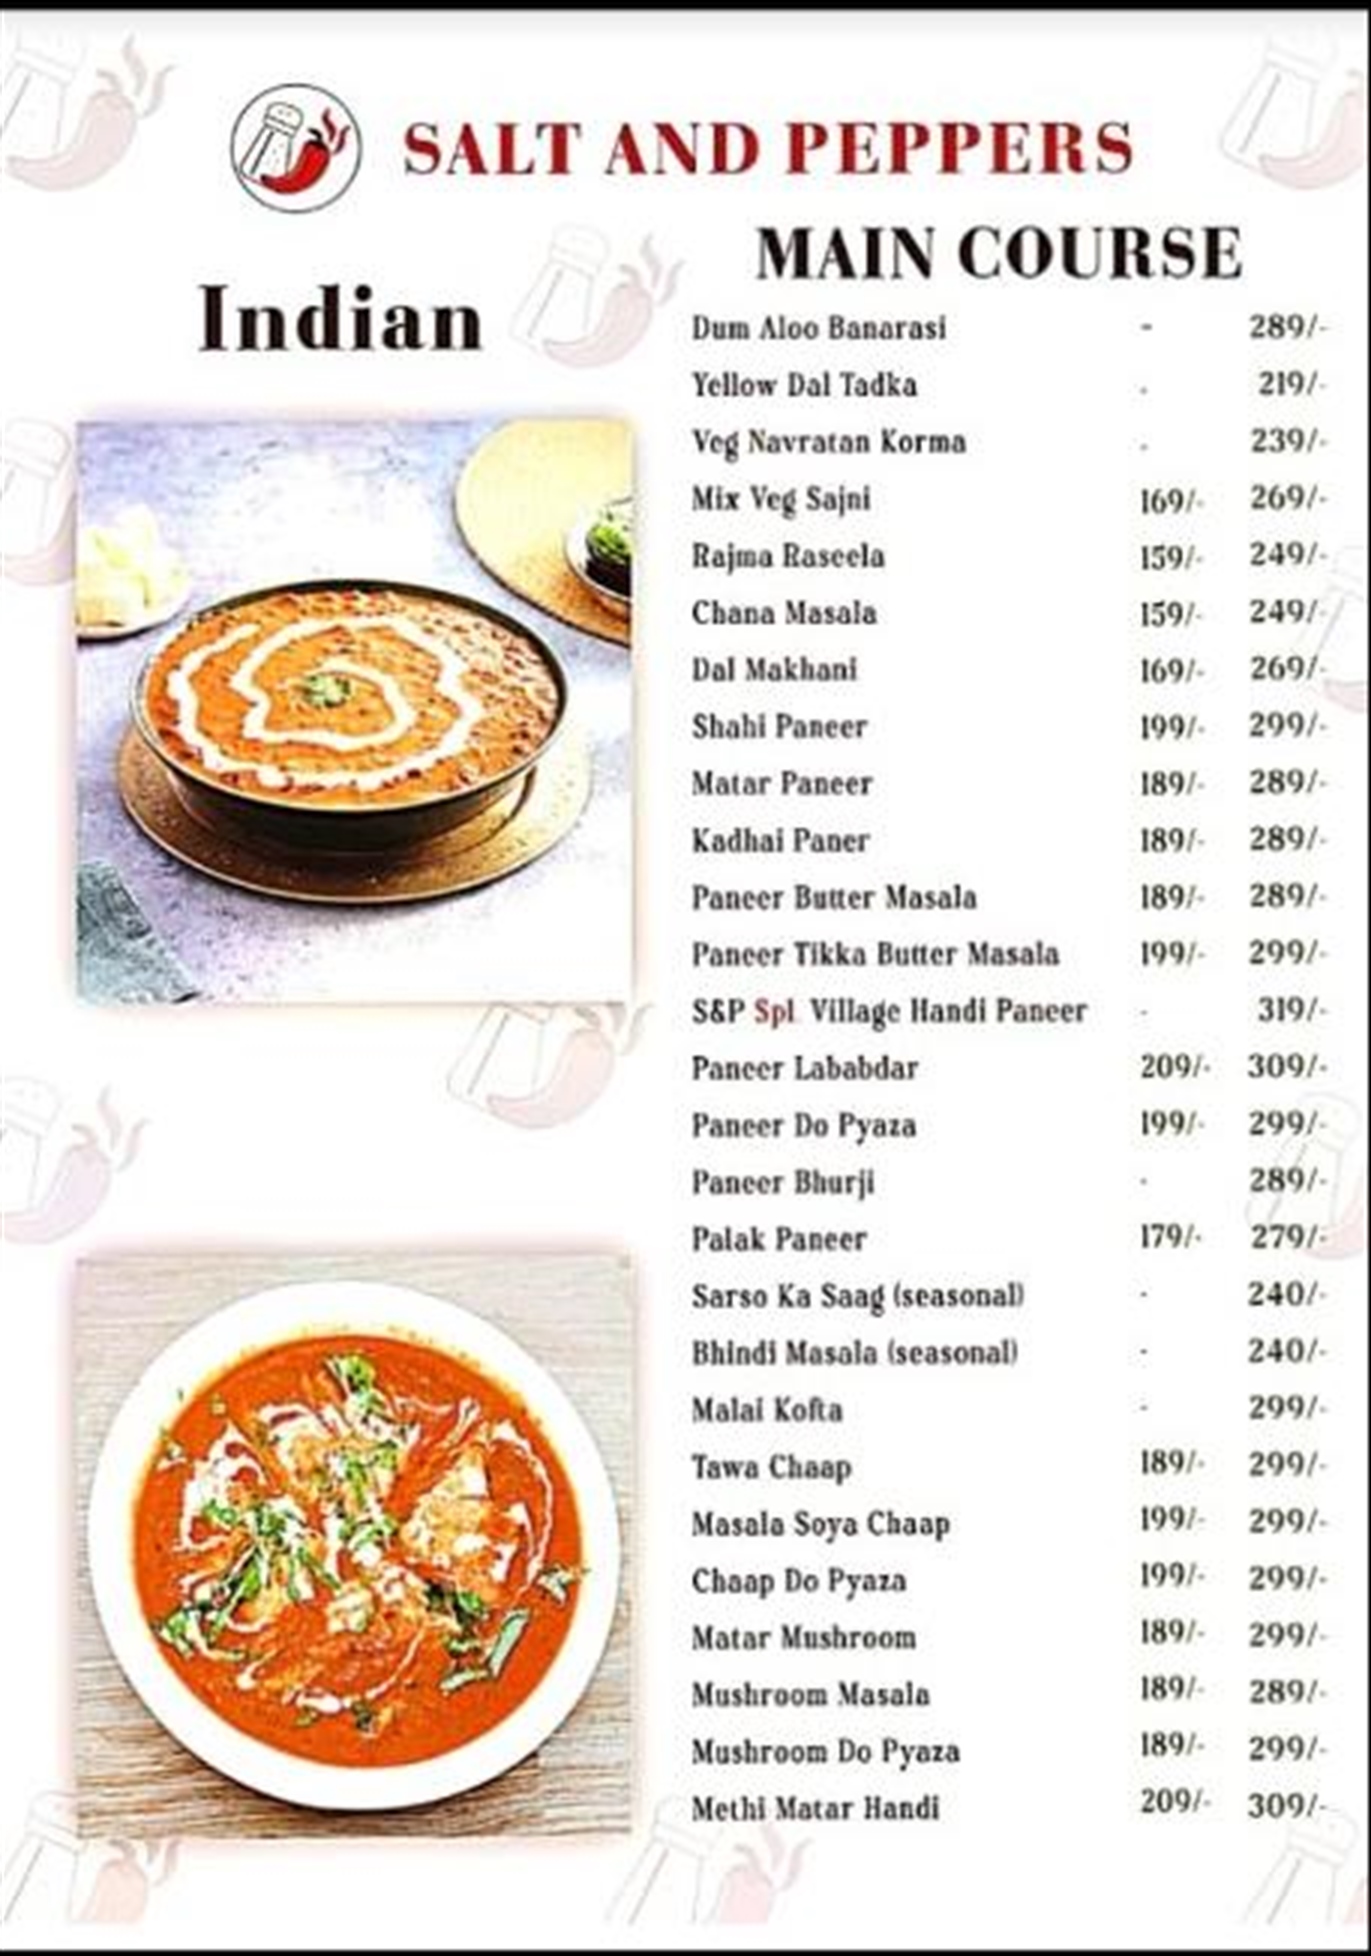 SALT AND PEPPERS
Indian
MAIN COURSE
Dum Aloo Banarasi - 289/-
Yellow Dal Tadka - 219/-
Veg Navratan Korma - 239/-
Mix Veg Sajni 169/- 269/-
Rajma Raseela 159/- 249/-
Chana Masala 159/- 249/-
Dal Makhani 169/- 269/-
Shahi Paneer 199/- 299/-
Matar Paneer 189/- 289/-
Kadhai Paner 189/- 289/-
Paneer Butter Masala 189/- 289/-
Paneer Tikka Butter Masala 199/- 299/-
S&P Spl. Village Handi Paneer - 319/-
Paneer Lababdar 209/- 309/-
Paneer Do Pyaza 199/- 299/-
Paneer Bhurji - 289/-
Palak Paneer 179/- 279/-
Sarso Ka Saag (seasonal) - 240/-
Bhindi Masala (seasonal) - 240/-
Malai Kofta - 299/-
Tawa Chaap 189/- 299/-
Masala Soya Chaap 199/- 299/-
Chaap Do Pyaza 199/- 299/-
Matar Mushroom 189/- 299/-
Mushroom Masala 189/- 289/-
Mushroom Do Pyaza 189/- 299/-
Methi Matar Handi 209/- 309/-